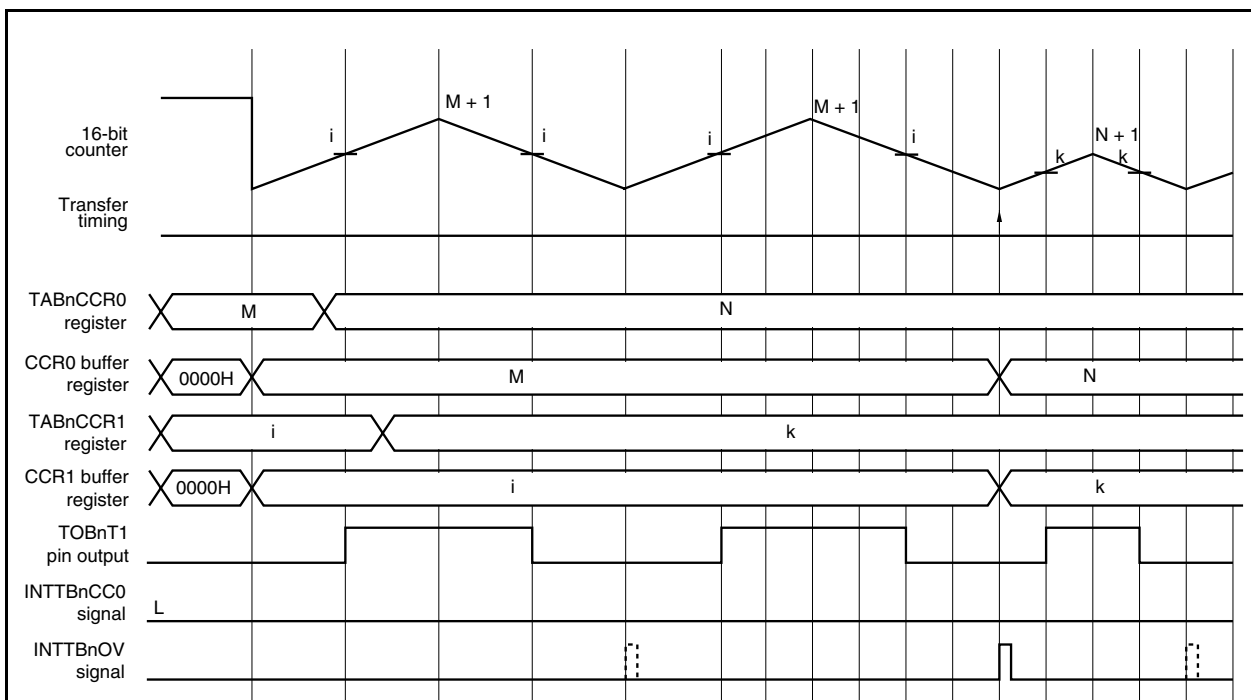 M + 1
M + 1
i
i
i
i
N + 1
16-bit
counter
k
k
Transfer
timing
TABnCCR0
register
M
N
CCR0 buffer
register
0000H
M
N
TABnCCR1
register
i
k
CCR1 buffer
register
0000H
i
k
TOBnT1
pin output
INTTBnCC0
signal
L
INTTBnOV
signal